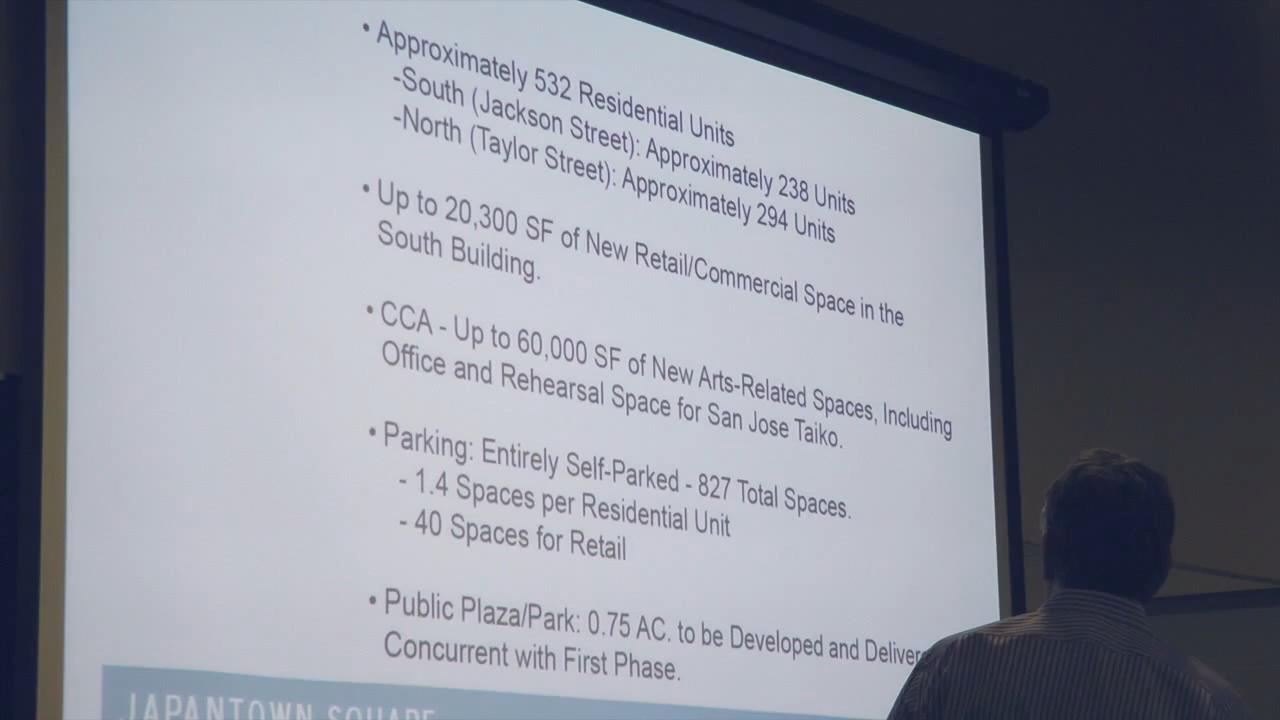 • Approximately 532 Residential Units
-South (Jackson Street): Approximately 238 Units
-North (Taylor Street): Approximately 294 Units
• Up to 20,300 SF of New Retail/Commercial Space in the
South Building.
• CCA - Up to 60,000 SF of New Arts-Related Spaces, Including
Office and Rehearsal Space for San Jose Taiko.
• Parking: Entirely Self-Parked - 827 Total Spaces.
- 1.4 Spaces per Residential Unit
- 40 Spaces for Retail
• Public Plaza/Park: 0.75 AC. to be Developed and
Concurrent with First Phase.
JAPANTOWN SQUARE